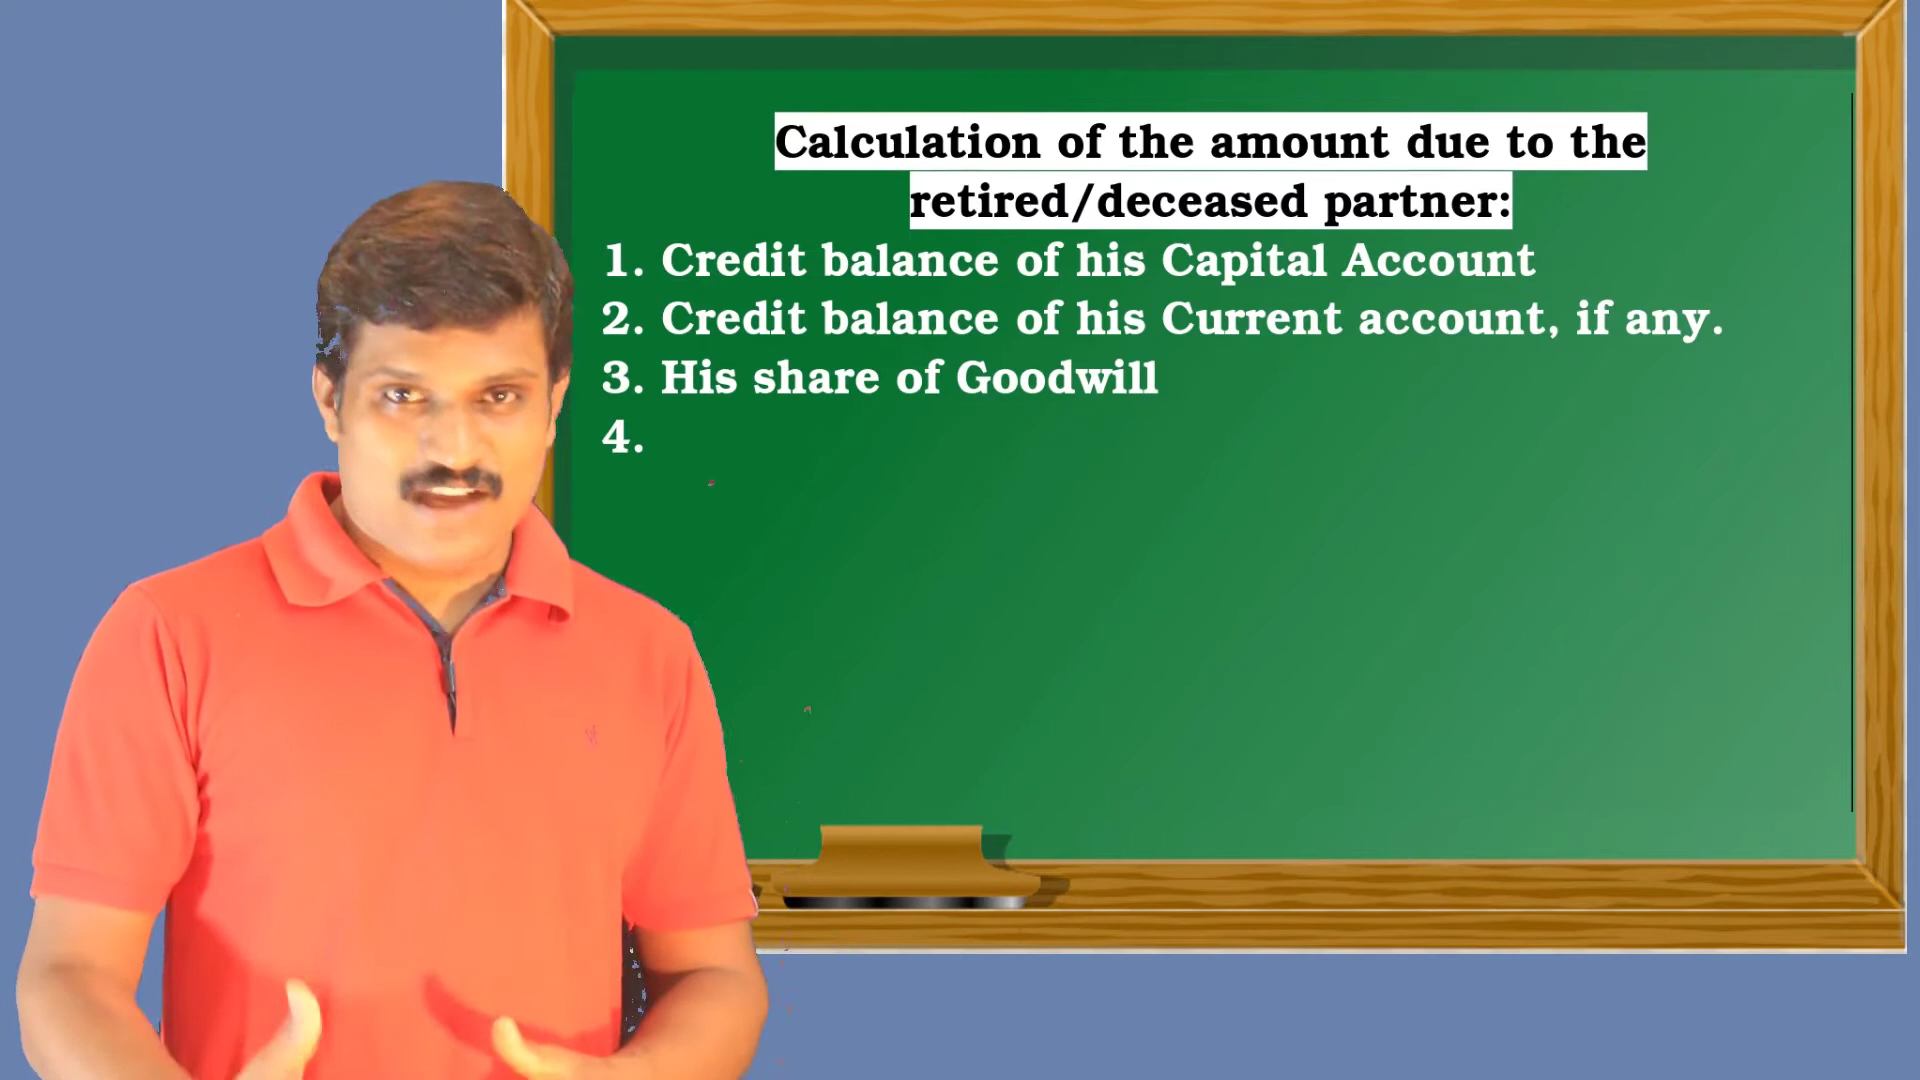 Calculation of the amount due to the
retired/deceased partner:
1. Credit balance of his Capital Account
2. Credit balance of his Current account, if any.
3. His share of Goodwill
4.